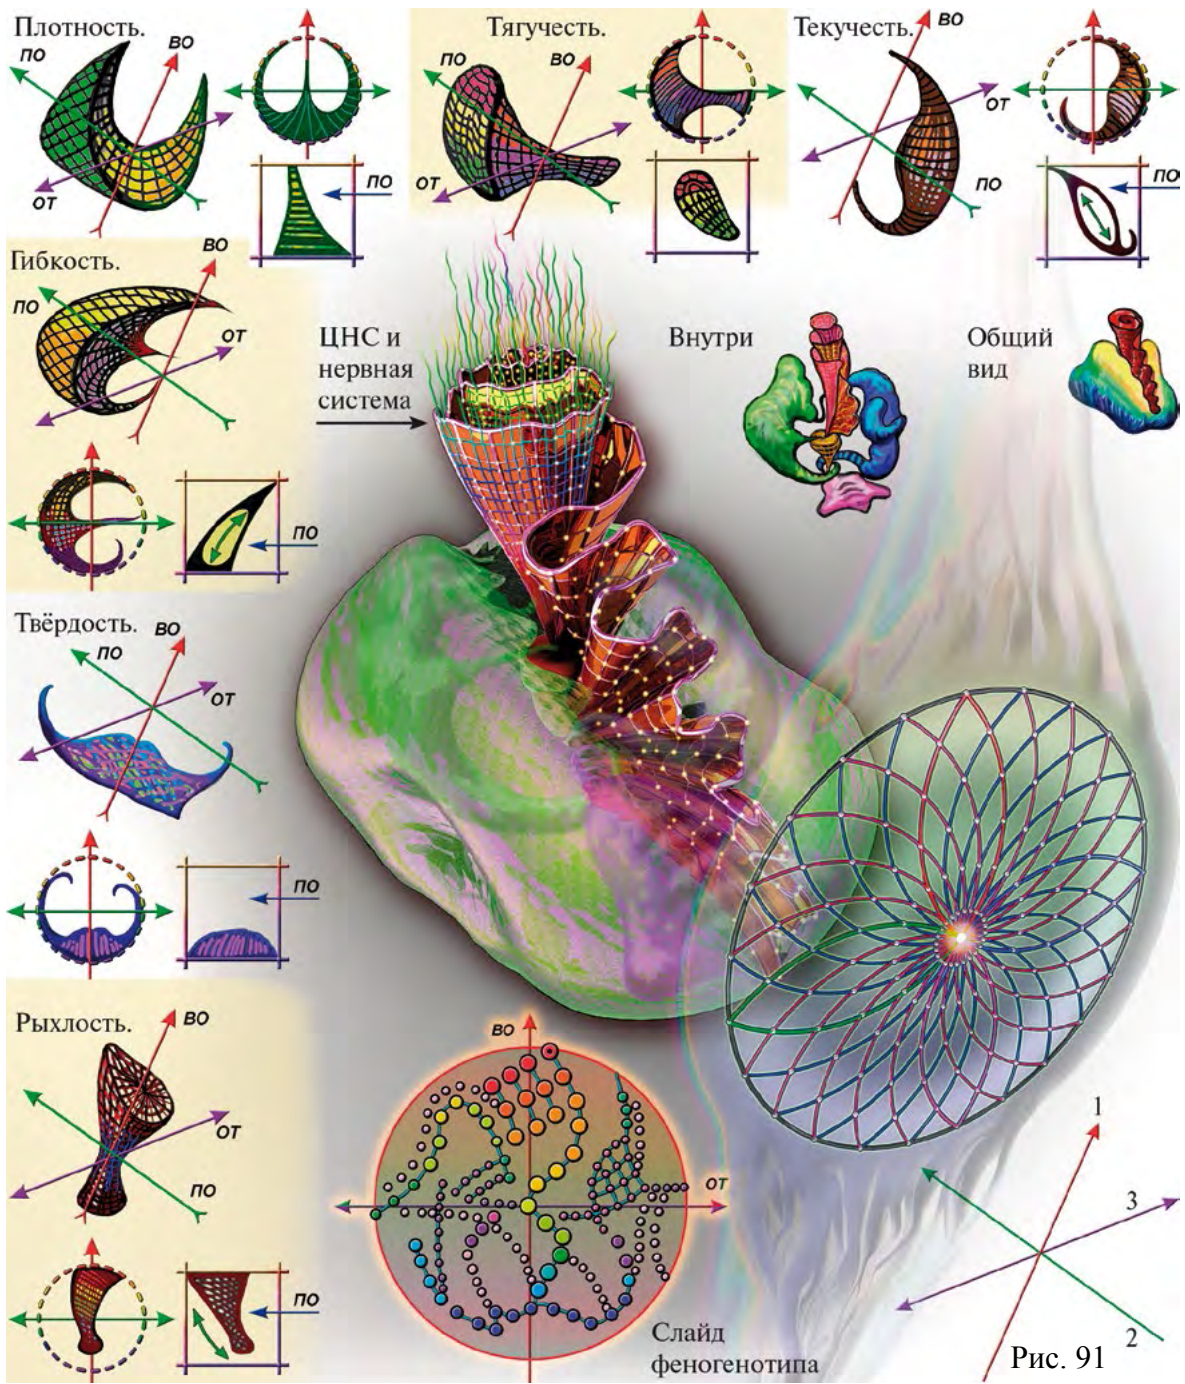 Плотность.
ПО
ВО
ОТ
ПО
Тягучесть.
ПО
ВО
ОТ
ПО
Текучесть.
ВО
ОТ
ПО
ПО
Гибкость.
ВО
ПО
ОТ
ПО
ЦНС и
нервная
система
Внутри
Общий
вид
Твёрдость.
ВО
ПО
ОТ
ПО
Рыхлость.
ВО
ОТ
ПО
ПО
ВО
ОТ
Слайд
феногенотипа
1
3
2
Рис. 91